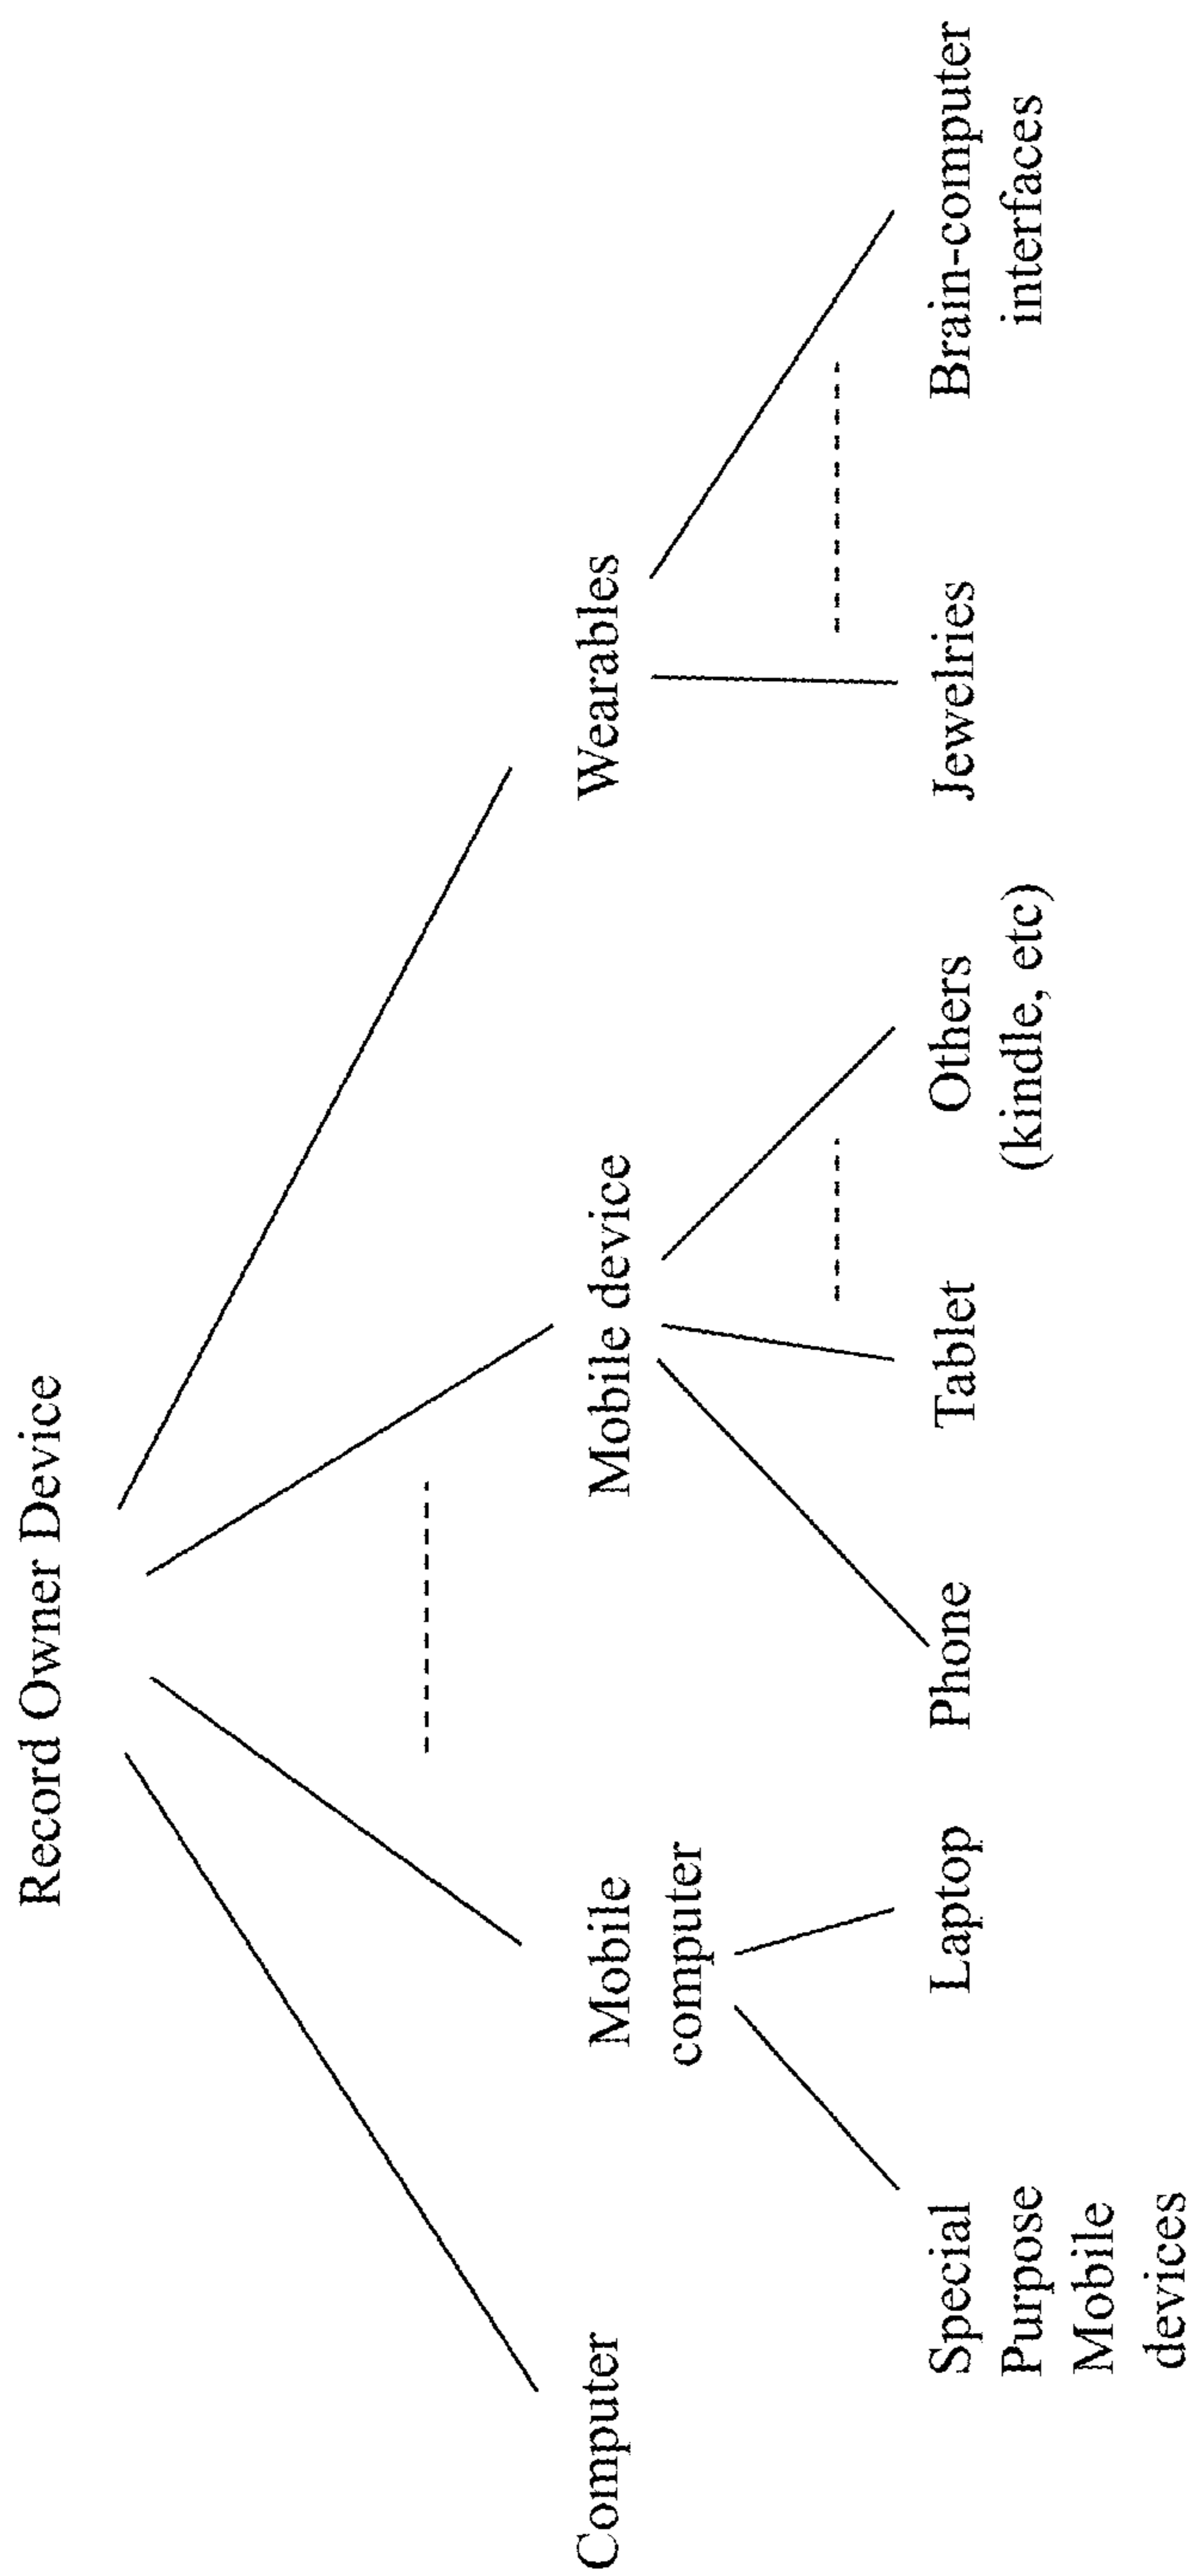 Record Owner Device
Computer
Mobile
computer
Mobile device
Wearables
Special
Purpose
Mobile
devices
Laptop
Phone
Tablet
Others
(kindle, etc)
Jewelries
Brain-computer
interfaces